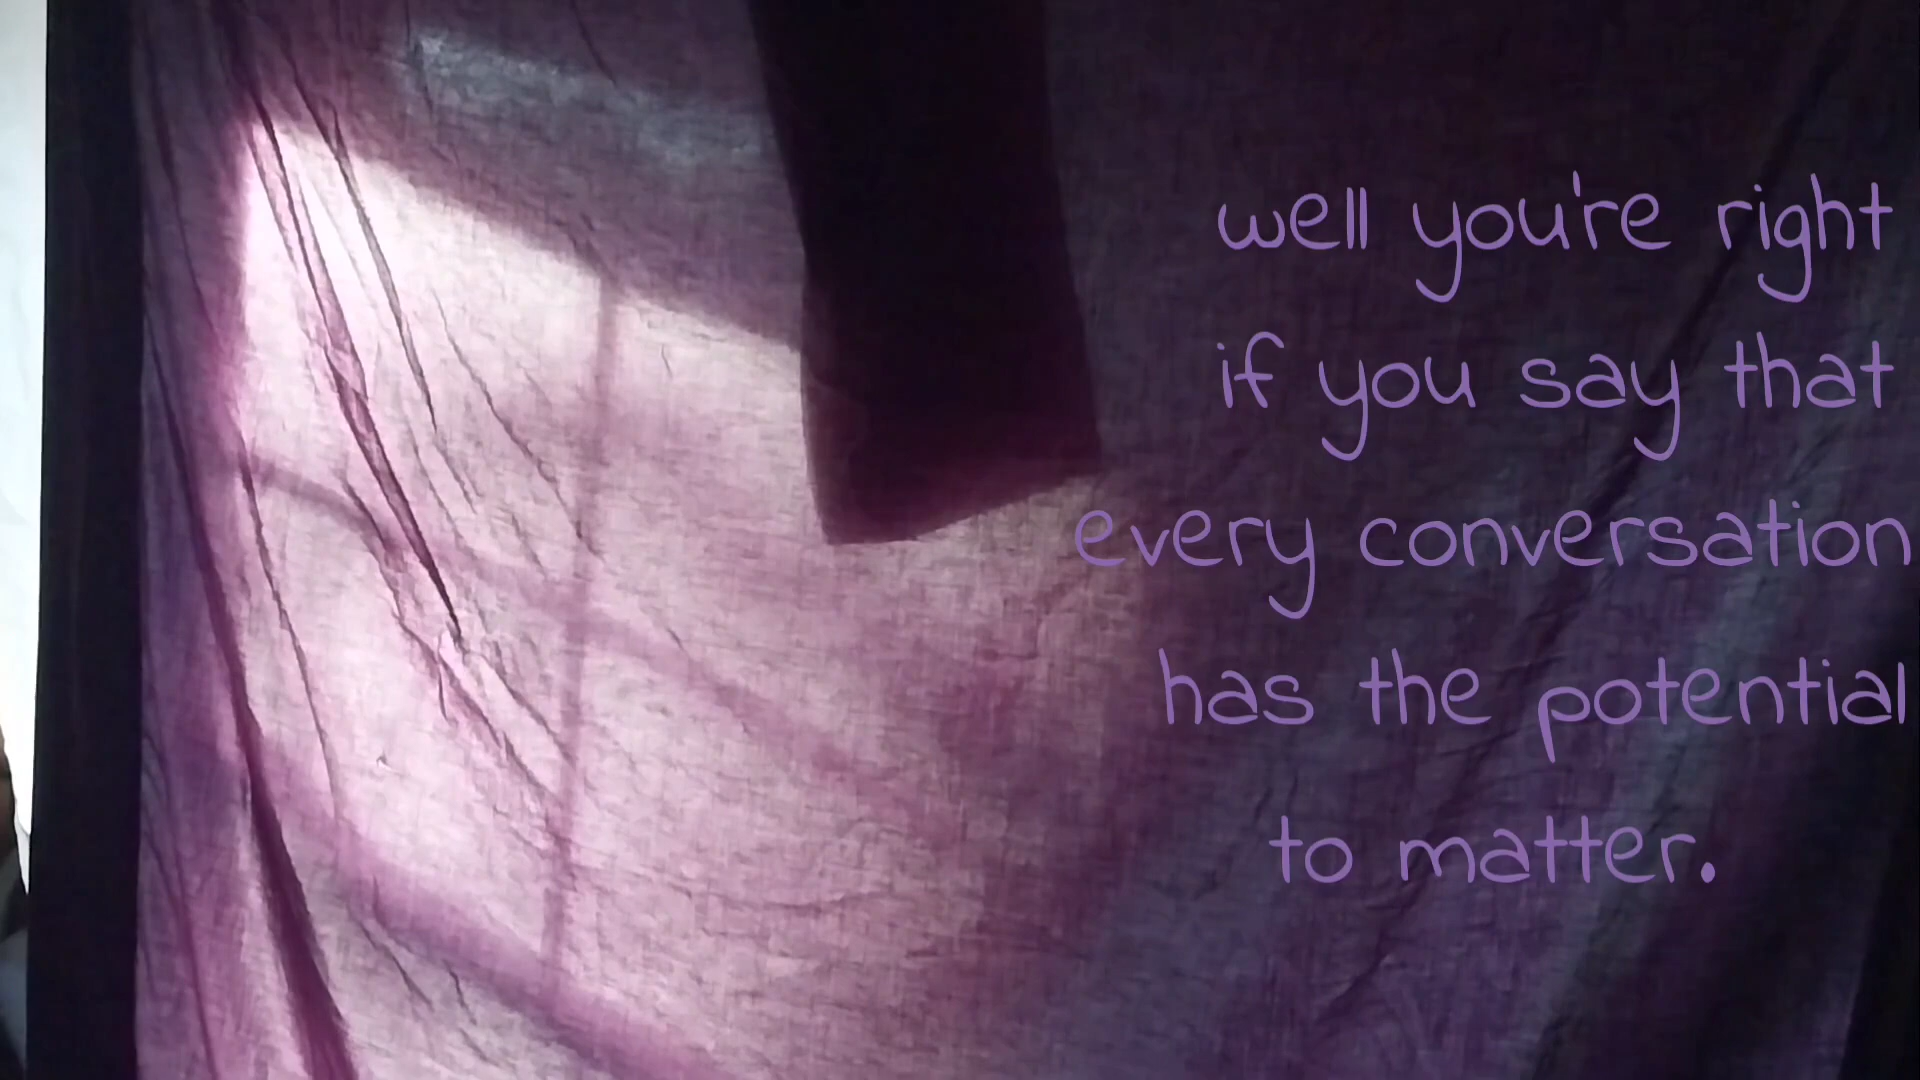 well you're right
if you say that
every conversation
has the potential
to matter.